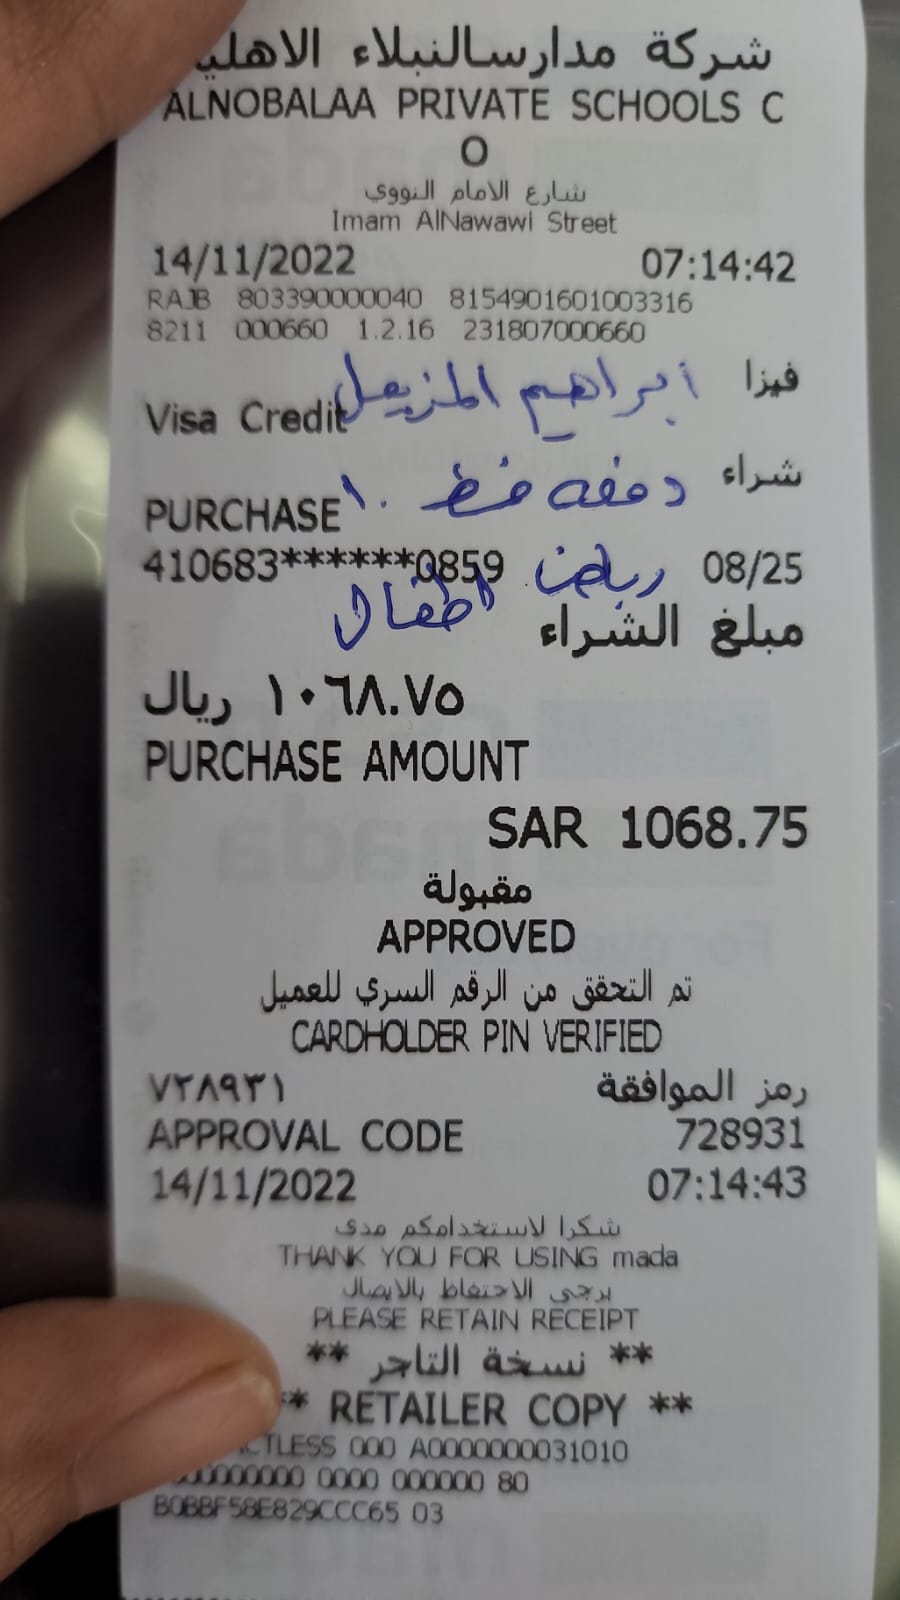 شركة مدارسالنبلاء الاهلية
ALNOBALAA PRIVATE SCHOOLS C
O
شارع الامام النووي
Imam AlNawawi Street
14/11/2022 07:14:42
RAJB 803390000040 8154901601003316
8211 000660 1.2.16 231807000660
فيزا
ابراهيم المزيعل
Visa Credit
شراء
دفعه قسط ١٠
PURCHASE
410683******0859 08/25
رياض اطفال
مبلغ الشراء
١٠٦٨.٧٥ ريال
PURCHASE AMOUNT
SAR 1068.75
مقبولة
APPROVED
تم التحقق من الرقم السري للعميل
CARDHOLDER PIN VERIFIED
رمز الموافقة ٧٢٨٩٣١
APPROVAL CODE 728931
14/11/2022 07:14:43
شكرا لاستخدامكم مدى
THANK YOU FOR USING mada
يرجى الاحتفاظ بالايصال
PLEASE RETAIN RECEIPT
** نسخة التاجر **
** RETAILER COPY **
CTLESS 000 A0000000031010
0000 000000 80
B0BBF58E829CCC65 03